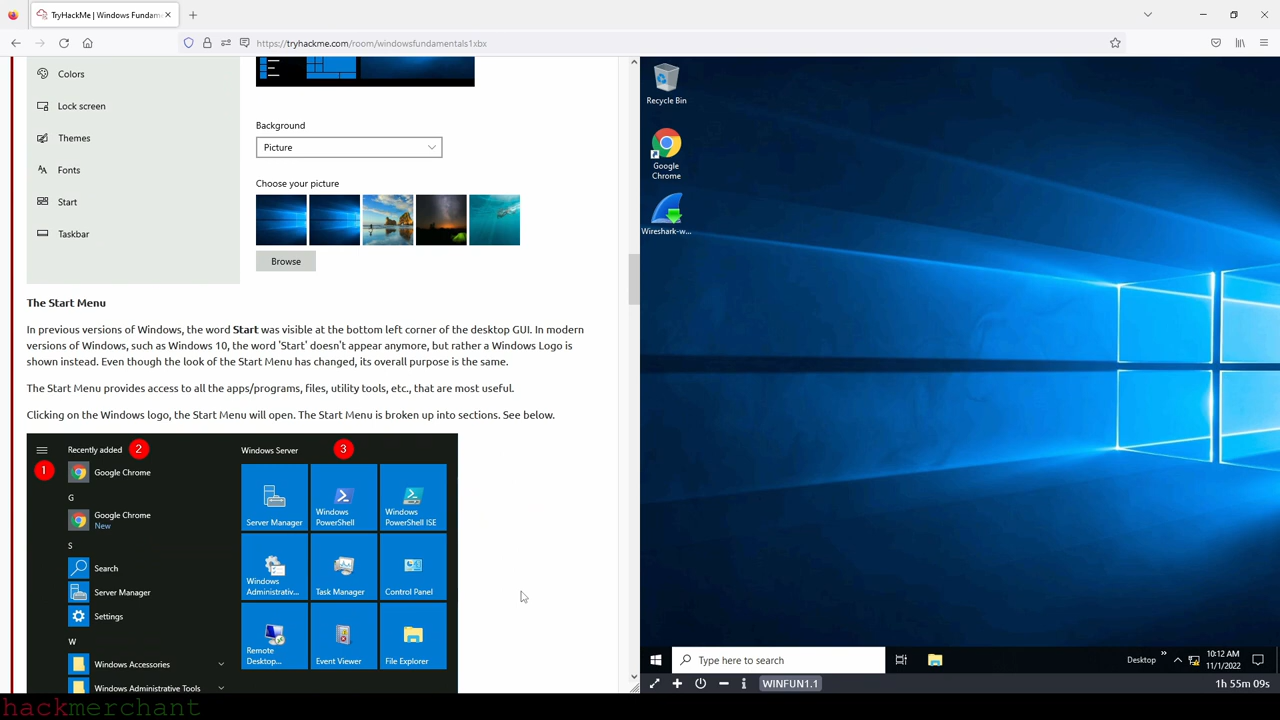 TryHackMe | Windows Fundam
https://tryhackme.com/room/windowsfundamentals1xbx
Colors
Lock screen
Themes
Fonts
Start
Taskbar
Background
Picture
Choose your picture
Browse
The Start Menu
In previous versions of Windows, the word Start was visible at the bottom left corner of the desktop GUI. In modern
versions of Windows, such as Windows 10, the word 'Start' doesn't appear anymore, but rather a Windows Logo is
shown instead. Even though the look of the Start Menu has changed, its overall purpose is the same.
The Start Menu provides access to all the apps/programs, files, utility tools, etc., that are most useful.
Clicking on the Windows logo, the Start Menu will open. The Start Menu is broken up into sections. See below.
1
Recently added 2
Google Chrome
G
Google Chrome
New
S
Search
Server Manager
Settings
W
Windows Accessories
Windows Administrative Tools
Windows Server 3
Server Manager
Windows
PowerShell
Windows
PowerShell ISE
Windows
Administrativ...
Task Manager
Control Panel
Remote
Desktop...
Event Viewer
File Explorer
Recycle Bin
Google
Chrome
Wireshark-w...
Type here to search
Desktop
10:12 AM
11/1/2022
WINFUN1.1
1h 55m 09s
hackmerchant